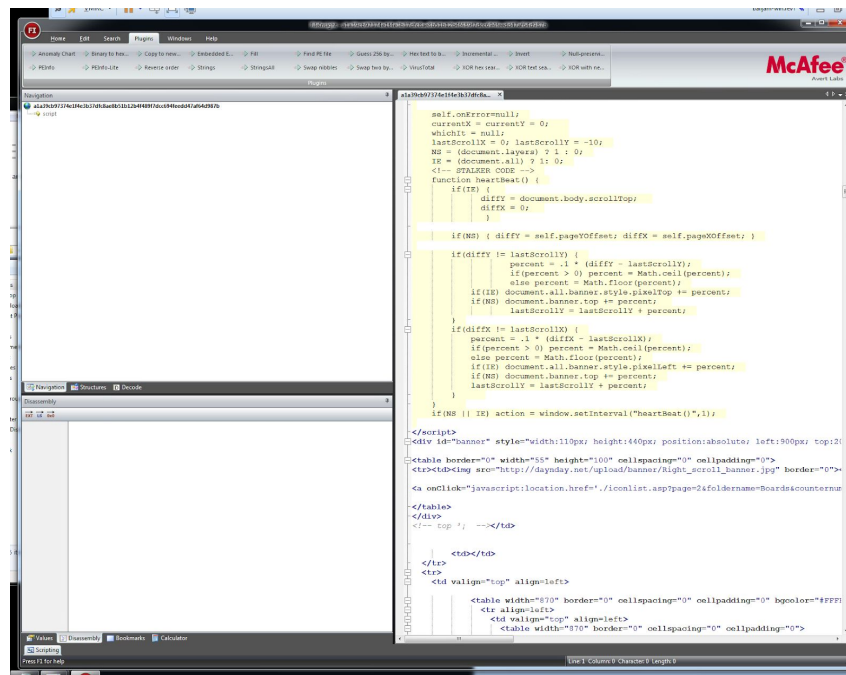 FileInsight - a1a39cb97374e1f4e3b37dfc8ae8b51b12b4f489f7dcc694feedd47af64d987b
FI
Home Edit Search Plugins Windows Help
Anomaly Chart Binary to hex... Copy to new... Embedded E... Fill Find PE file Guess 256 by... Hex text to b... Incremental ... Invert Null-preservi...
PEInfo PEInfo-Lite Reverse order Strings StringsAll Swap nibbles Swap two by... VirusTotal XOR hex sear... XOR text sea... XOR with ne...
Plugins
McAfee®
Avert Labs
Navigation
a1a39cb97374e1f4e3b37dfc8ae8b51b12b4f489f7dcc694feedd47af64d987b
script
Navigation Structures Decode
Disassembly
Values Disassembly Bookmarks Calculator
Scripting
Press F1 for help
a1a39cb97374e1f4e3b37dfc8a... X
self.onError=null;
currentX = currentY = 0;
whichIt = null;
lastScrollX = 0; lastScrollY = -10;
NS = (document.layers) ? 1 : 0;
IE = (document.all) ? 1: 0;
<!-- STALKER CODE -->
function heartBeat() {
if(IE) {
diffY = document.body.scrollTop;
diffX = 0;
}
if(NS) { diffY = self.pageYOffset; diffX = self.pageXOffset; }
if(diffY != lastScrollY) {
percent = .1 * (diffY - lastScrollY);
if(percent > 0) percent = Math.ceil(percent);
else percent = Math.floor(percent);
if(IE) document.all.banner.style.pixelTop += percent;
if(NS) document.banner.top += percent;
lastScrollY = lastScrollY + percent;
}
if(diffX != lastScrollX) {
percent = .1 * (diffX - lastScrollX);
if(percent > 0) percent = Math.ceil(percent);
else percent = Math.floor(percent);
if(IE) document.all.banner.style.pixelLeft += percent;
if(NS) document.banner.top += percent;
lastScrollY = lastScrollY + percent;
}
}
if(NS || IE) action = window.setInterval("heartBeat()",1);
</script>
<div id="banner" style="width:110px; height:440px; position:absolute; left:900px; top:20
<table border="0" width="55" height="100" cellspacing="0" cellpadding="0">
<tr><td><img src="http://daynday.net/upload/banner/Right_scroll_banner.jpg" border="0"><
<a onClick="javascript:location.href='./iconlist.asp?page=2&foldername=Boards&counternum
</table>
</div>
<!-- top '; --></td>
<td></td>
</tr>
<tr>
<td valign="top" align=left>
<table width="870" border="0" cellspacing="0" cellpadding="0" bgcolor="#FFFF
<tr align=left>
<td valign="top" align=left>
<table width="870" border="0" cellspacing="0" cellpadding="0">
Line:1 Column:0 Character:0 Length:0